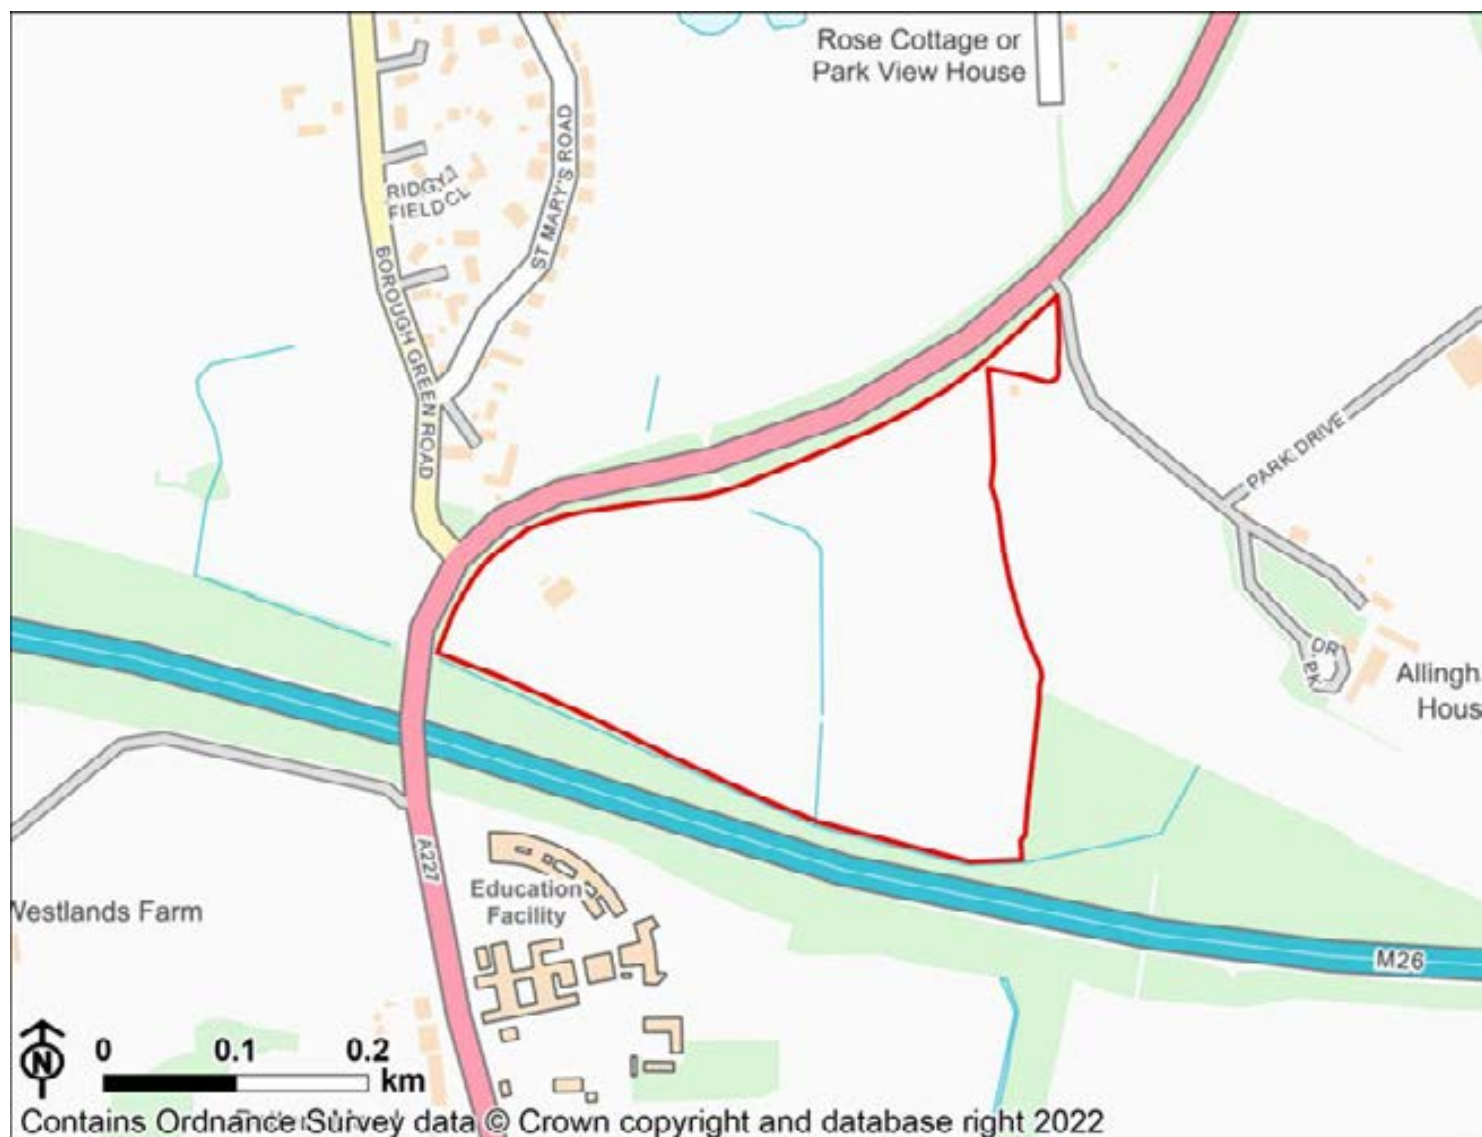 Rose Cottage or
Park View House
ST MARY'S ROAD
RIDGY
FIELD CL
BOROUGH GREEN ROAD
PARK DRIVE
PK DR
Allingh
Hous
A227
Education
Facility
Westlands Farm
M26
N
0 0.1 0.2
km
Contains Ordnance Survey data © Crown copyright and database right 2022